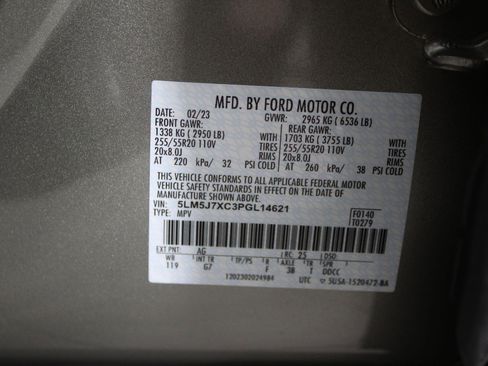 MFD. BY FORD MOTOR CO.
DATE: 02/23 GVWR: 2965 KG ( 6536 LB)
FRONT GAWR: REAR GAWR:
1338 KG ( 2950 LB) WITH 1703 KG ( 3755 LB) WITH
255/55R20 110V TIRES 255/55R20 110V TIRES
20x8.0J RIMS 20x8.0J RIMS
AT 220 kPa/ 32 PSI COLD AT 260 kPa/ 38 PSI COLD
THIS VEHICLE CONFORMS TO ALL APPLICABLE FEDERAL MOTOR
VEHICLE SAFETY STANDARDS IN EFFECT ON THE DATE OF
MANUFACTURE SHOWN ABOVE.
VIN: 5LM5J7XC3PGL14621 F0140
TYPE: MPV T0279
EXT PNT: AG RC: 25 DSO:
WB INT TR TP/PS R AXLE TR SPR
119 G7 F 38 T DDCC
1202302024984 UTC 5U5A-1520472-BA